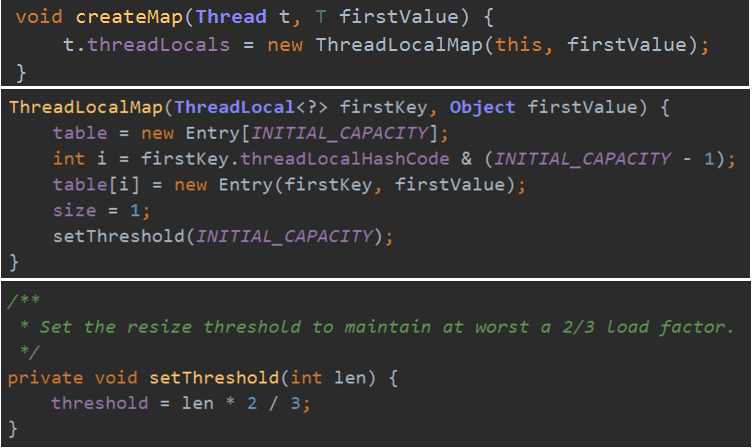 void createMap(Thread t, T firstValue) {
    t.threadLocals = new ThreadLocalMap(this, firstValue);
}
ThreadLocalMap(ThreadLocal<?> firstKey, Object firstValue) {
    table = new Entry[INITIAL_CAPACITY];
    int i = firstKey.threadLocalHashCode & (INITIAL_CAPACITY - 1);
    table[i] = new Entry(firstKey, firstValue);
    size = 1;
    setThreshold(INITIAL_CAPACITY);
}
/**
 * Set the resize threshold to maintain at worst a 2/3 load factor.
 */
private void setThreshold(int len) {
    threshold = len * 2 / 3;
}